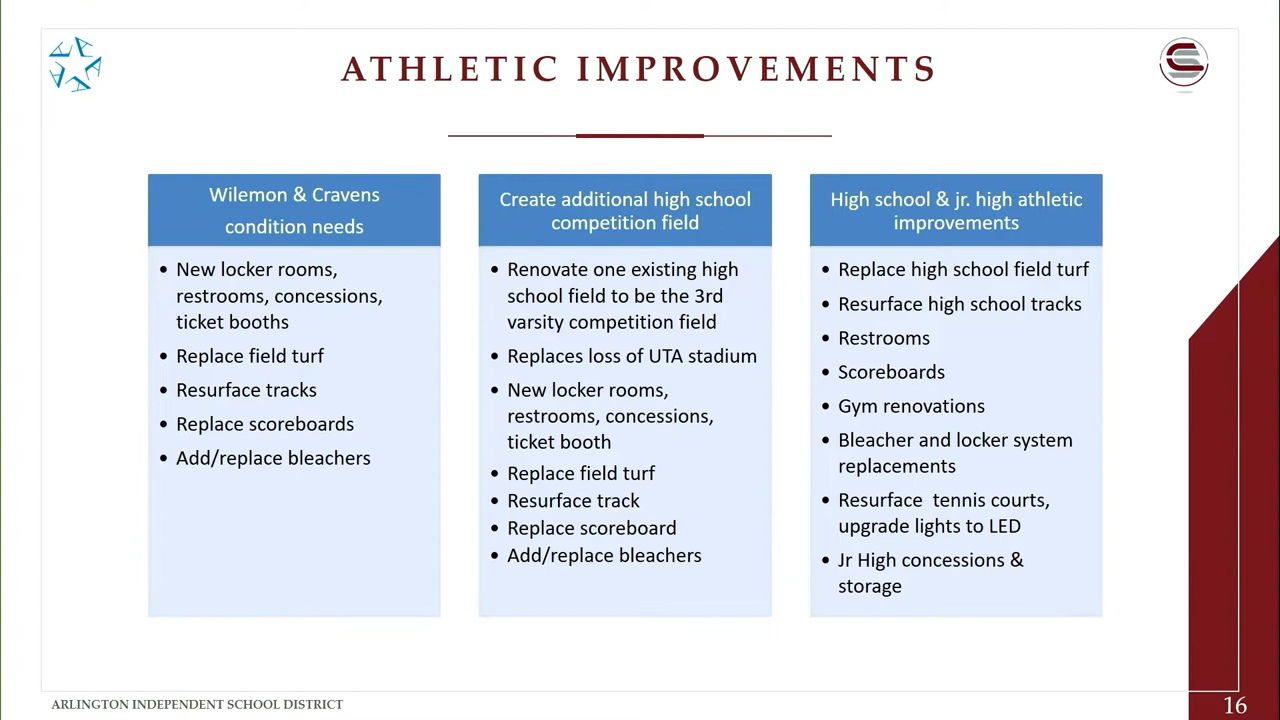 ATHLETIC IMPROVEMENTS
Wilemon & Cravens
condition needs
• New locker rooms,
restrooms, concessions,
ticket booths
• Replace field turf
• Resurface tracks
• Replace scoreboards
• Add/replace bleachers
Create additional high school
competition field
• Renovate one existing high
school field to be the 3rd
varsity competition field
• Replaces loss of UTA stadium
• New locker rooms,
restrooms, concessions,
ticket booth
• Replace field turf
• Resurface track
• Replace scoreboard
• Add/replace bleachers
High school & jr. high athletic
improvements
• Replace high school field turf
• Resurface high school tracks
• Restrooms
• Scoreboards
• Gym renovations
• Bleacher and locker system
replacements
• Resurface  tennis courts,
upgrade lights to LED
• Jr High concessions &
storage
ARLINGTON INDEPENDENT SCHOOL DISTRICT
16